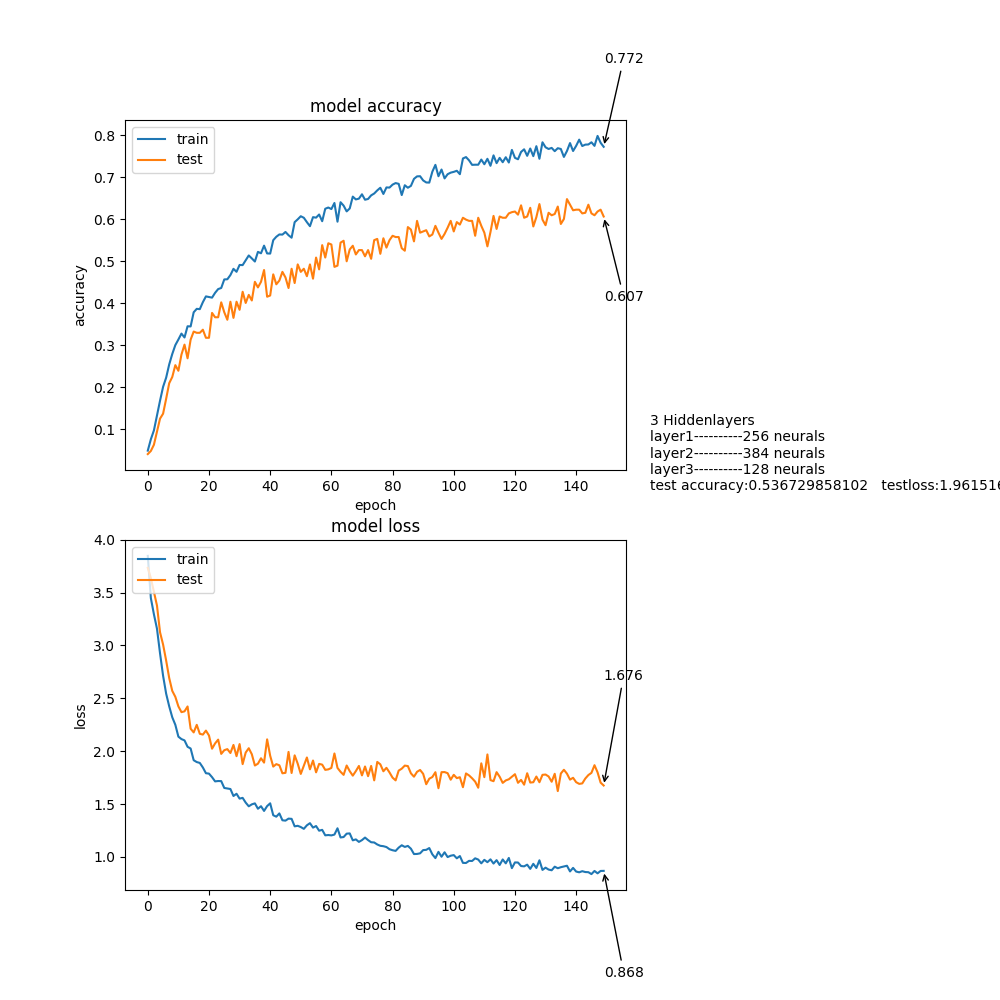 0.772
model accuracy
train
test
0.8
0.7
0.6
0.5
0.4
0.3
0.2
0.1
accuracy
0.607
0 20 40 60 80 100 120 140
epoch
3 Hiddenlayers
layer1----------256 neurals
layer2----------384 neurals
layer3----------128 neurals
test accuracy:0.536729858102 testloss:1.961516
model loss
train
test
4.0
3.5
3.0
2.5
2.0
1.5
1.0
loss
1.676
0 20 40 60 80 100 120 140
epoch
0.868